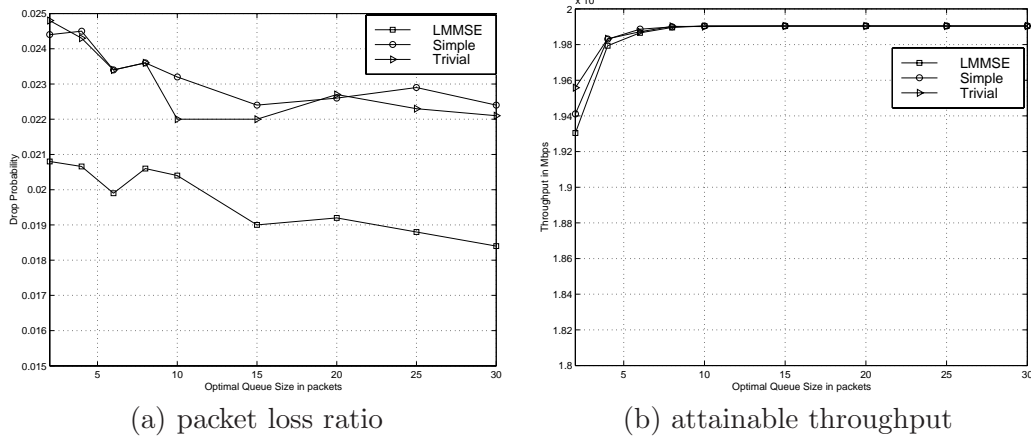 0.025
0.024
0.023
0.022
0.021
0.02
0.019
0.018
0.017
0.016
0.015
Drop Probability
5 10 15 20 25 30
Optimal Queue Size in packets
LMMSE
Simple
Trivial
(a) packet loss ratio
2
1.98
1.96
1.94
1.92
1.9
1.88
1.86
1.84
1.82
1.8
Throughput in Mbps
5 10 15 20 25 30
Optimal Queue Size in packets
LMMSE
Simple
Trivial
(b) attainable throughput